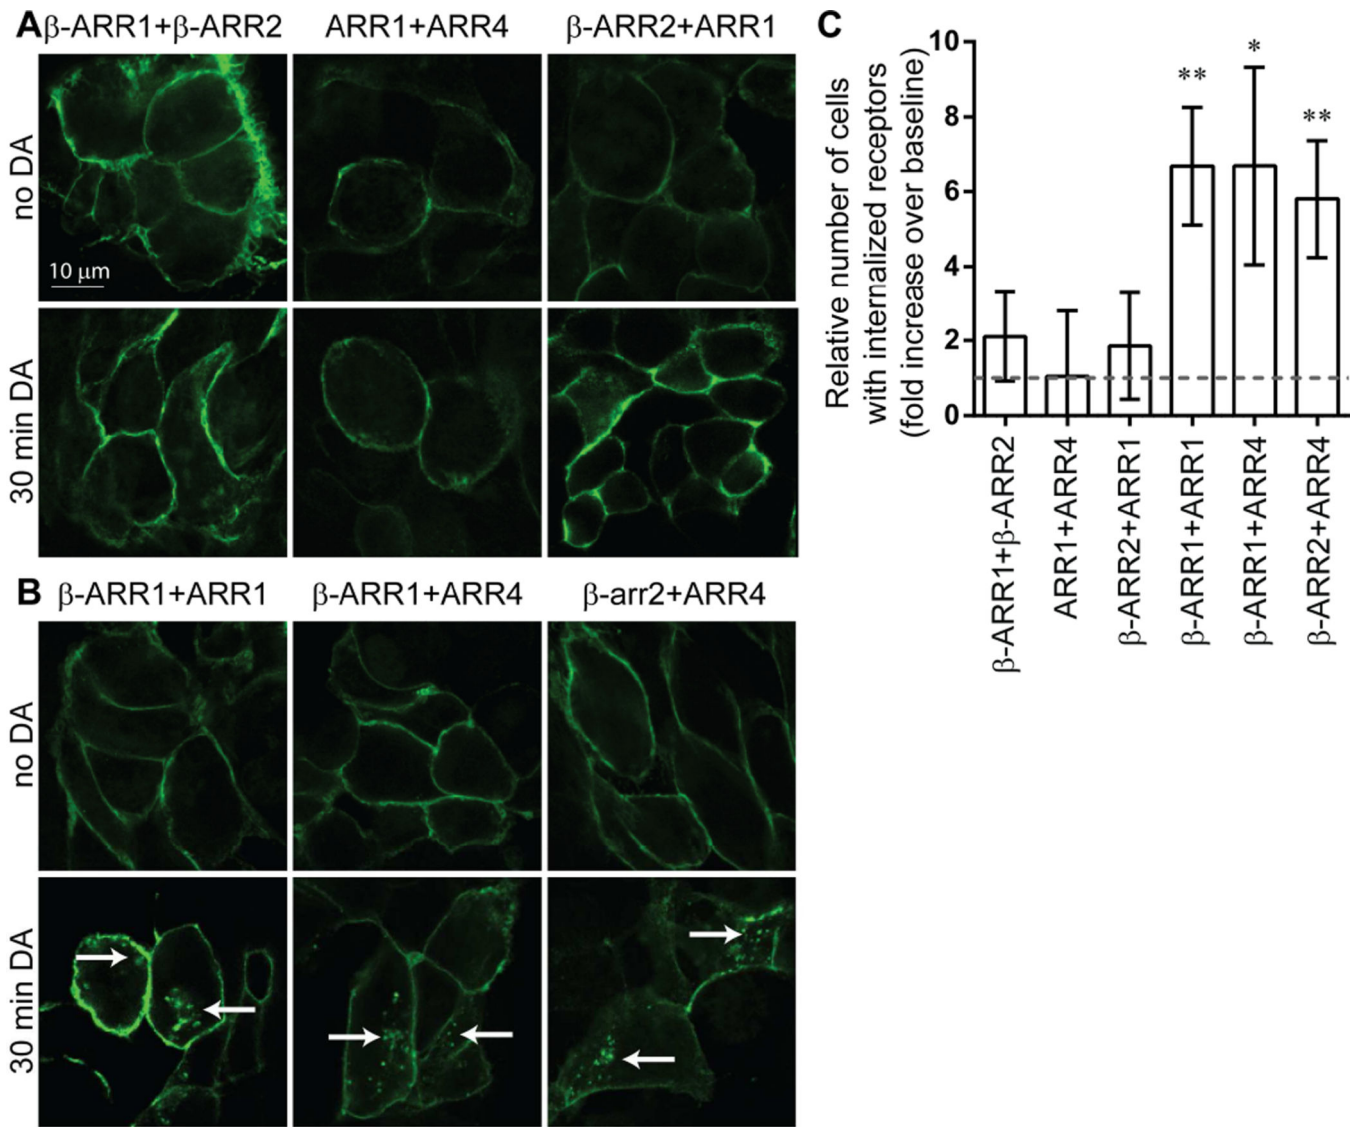 A
β-ARR1+β-ARR2
ARR1+ARR4
β-ARR2+ARR1
no DA
10 μm
30 min DA
B
β-ARR1+ARR1
β-ARR1+ARR4
β-arr2+ARR4
no DA
30 min DA
C
Relative number of cells
with internalized receptors
(fold increase over baseline)
10
8
6
4
2
0
**
*
**
β-ARR1+β-ARR2
ARR1+ARR4
β-ARR2+ARR1
β-ARR1+ARR1
β-ARR1+ARR4
β-ARR2+ARR4